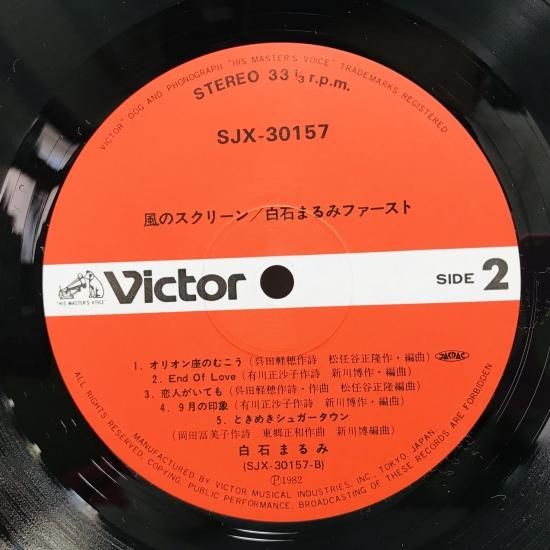 VICTOR" DOG AND PHONOGRAPH "HIS MASTER'S VOICE" TRADEMARKS REGISTERED
STEREO 33 1/3 r.p.m.
SJX-30157
風のスクリーン/白石まるみファースト
"HIS MASTER'S VOICE"
Victor
SIDE 2
JASRAC
1. オリオン座のむこう(呉田軽穂作詩 松任谷正隆作・編曲)
2. End Of Love(有川正沙子作詩 新川博作・編曲)
3. 恋人がいても(呉田軽穂作詩・作曲 松任谷正隆編曲)
4. 9月の印象(有川正沙子作詩 新川博作・編曲)
5. ときめきシュガータウン
(岡田冨美子作詩 東郷正和作曲 新川博編曲)
白石まるみ
(SJX-30157-B)
Ⓟ1982
MANUFACTURED BY VICTOR MUSICAL INDUSTRIES, INC., TOKYO, JAPAN.
ALL RIGHTS RESERVED. COPYING, PUBLIC PERFORMANCE, BROADCASTING OF THESE RECORDS ARE FORBIDDEN